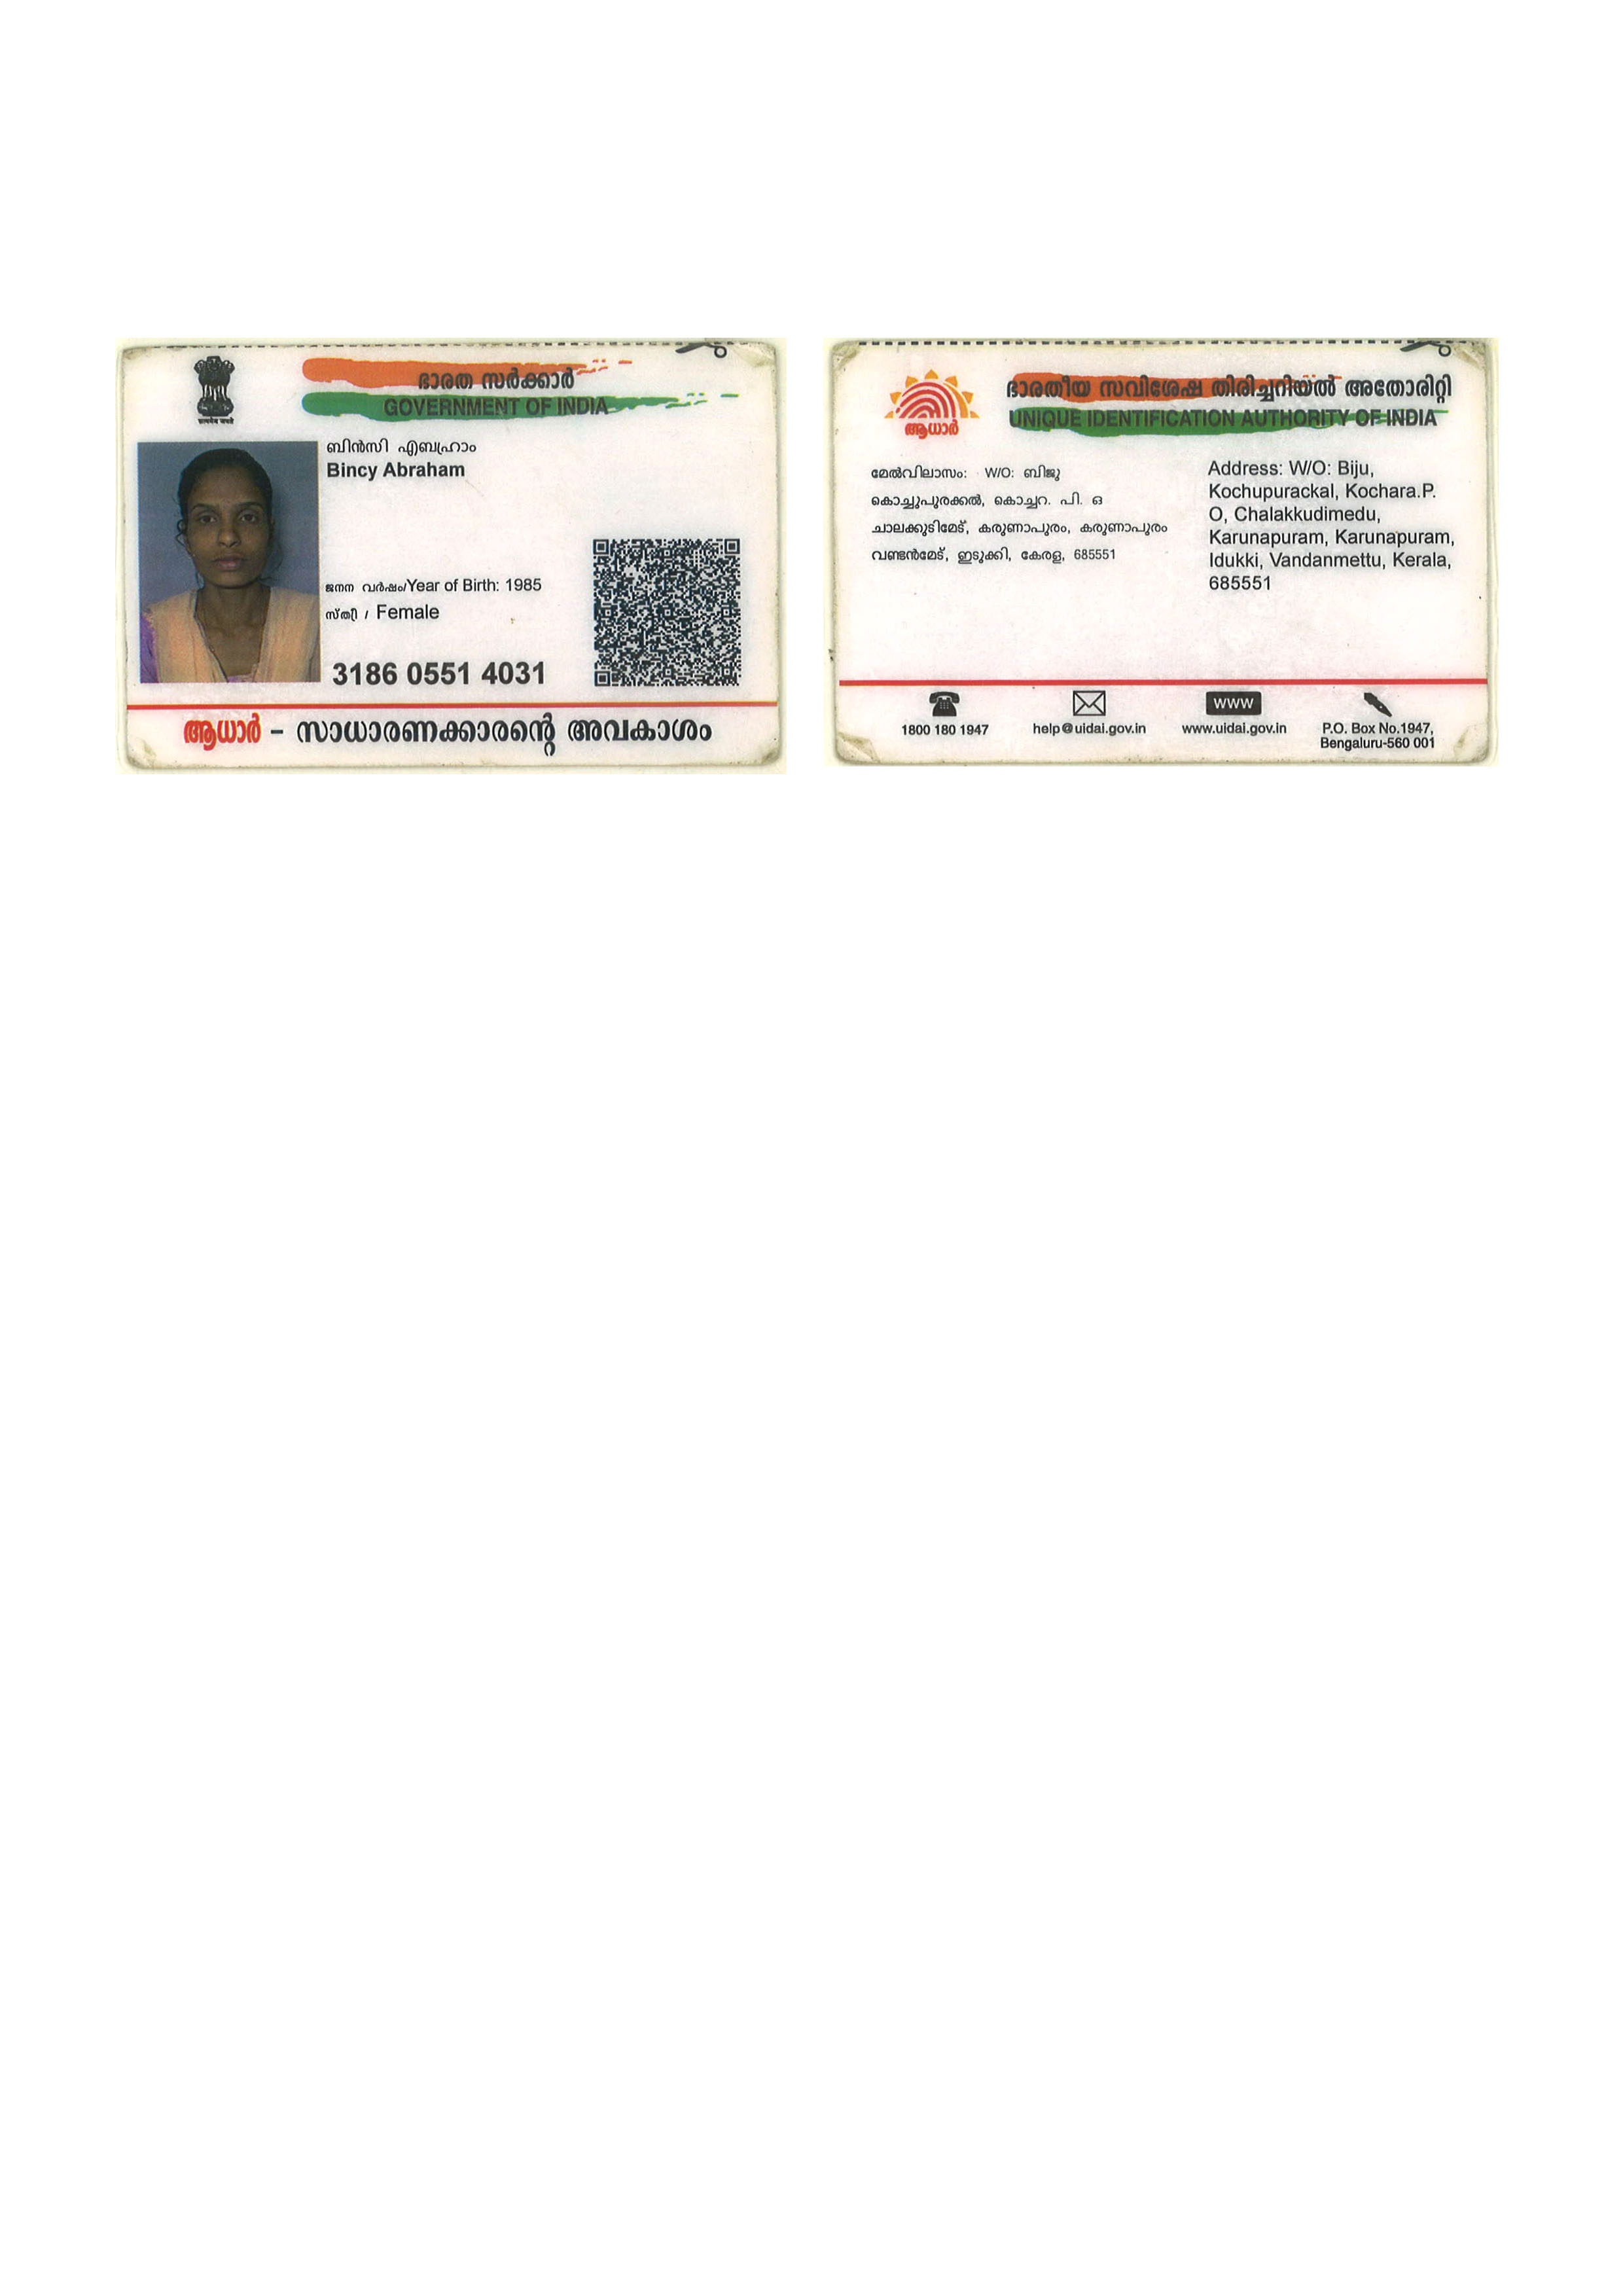 ഭാരത സർക്കാർ
GOVERNMENT OF INDIA
ബിൻസി എബ്രഹാം
Bincy Abraham
ജനന വർഷം/Year of Birth: 1985
സ്ത്രീ / Female
3186 0551 4031
ആധാർ - സാധാരണക്കാരന്റെ അവകാശം
ആധാർ
ഭാരതീയ സവിശേഷ തിരിച്ചറിയൽ അതോരിറ്റി
UNIQUE IDENTIFICATION AUTHORITY OF INDIA
മേൽവിലാസം: W/O: ബിജു
കൊച്ചുപുരക്കൽ, കൊച്ചറ. പി. ഒ
ചാലക്കുടിമേട്, കരുണാപുരം, കരുണാപുരം
വണ്ടൻമേട്, ഇടുക്കി, കേരള, 685551
Address: W/O: Biju,
Kochupurackal, Kochara.P.
O, Chalakkudimedu,
Karunapuram, Karunapuram,
Idukki, Vandanmettu, Kerala,
685551
WWW
1800 180 1947
help@uidai.gov.in
www.uidai.gov.in
P.O. Box No.1947,
Bengaluru-560 001